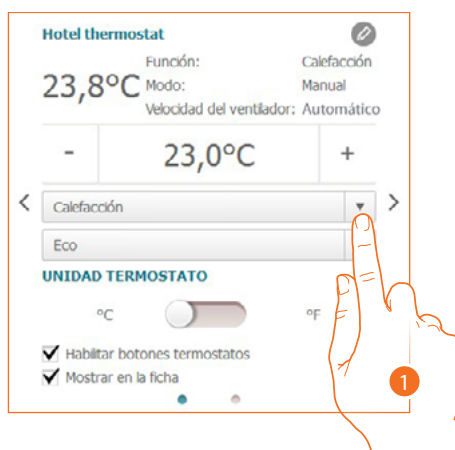 Hotel thermostat
23,8°C
Función: Calefacción
Modo: Manual
Velocidad del ventilador: Automático
- 23,0°C +
Calefacción
Eco
UNIDAD TERMOSTATO
°C °F
Habilitar botones termostatos
Mostrar en la ficha
1